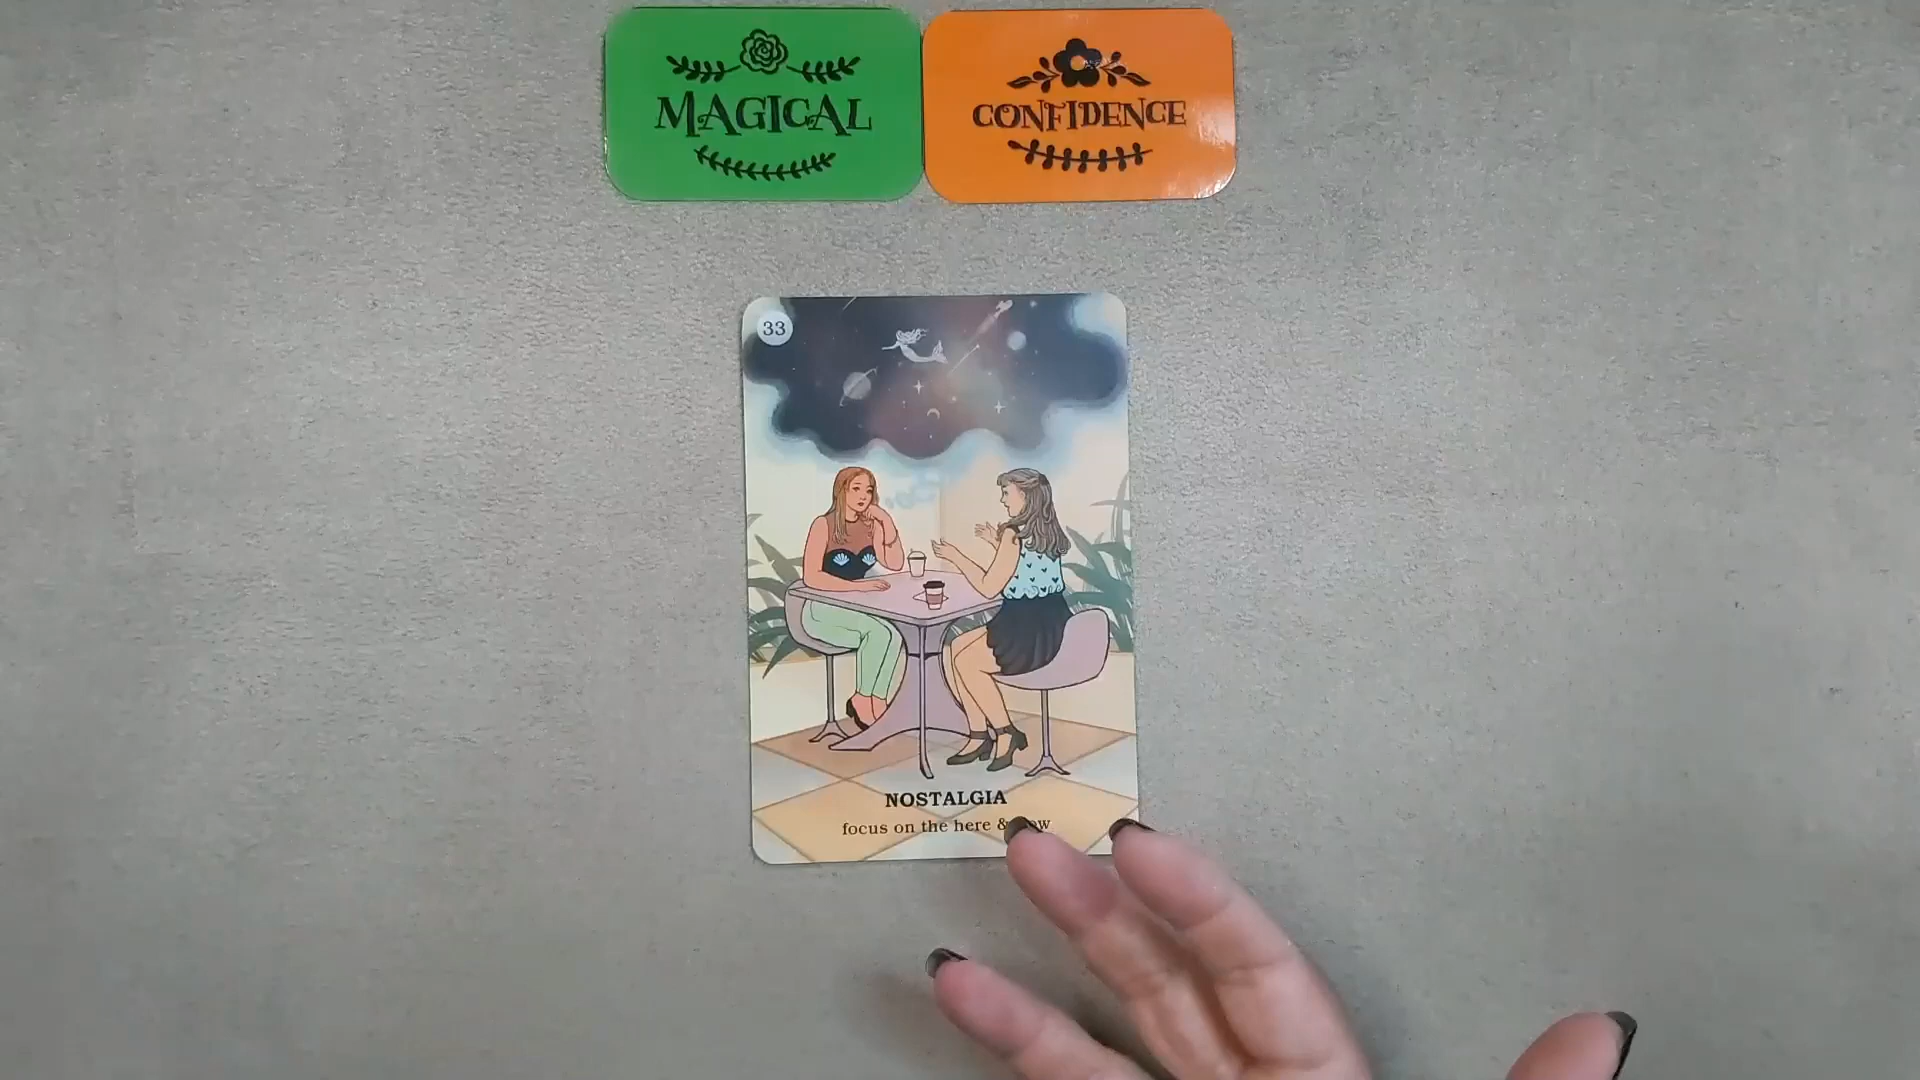 MAGICAL
CONFIDENCE
33
NOSTALGIA
focus on the here &